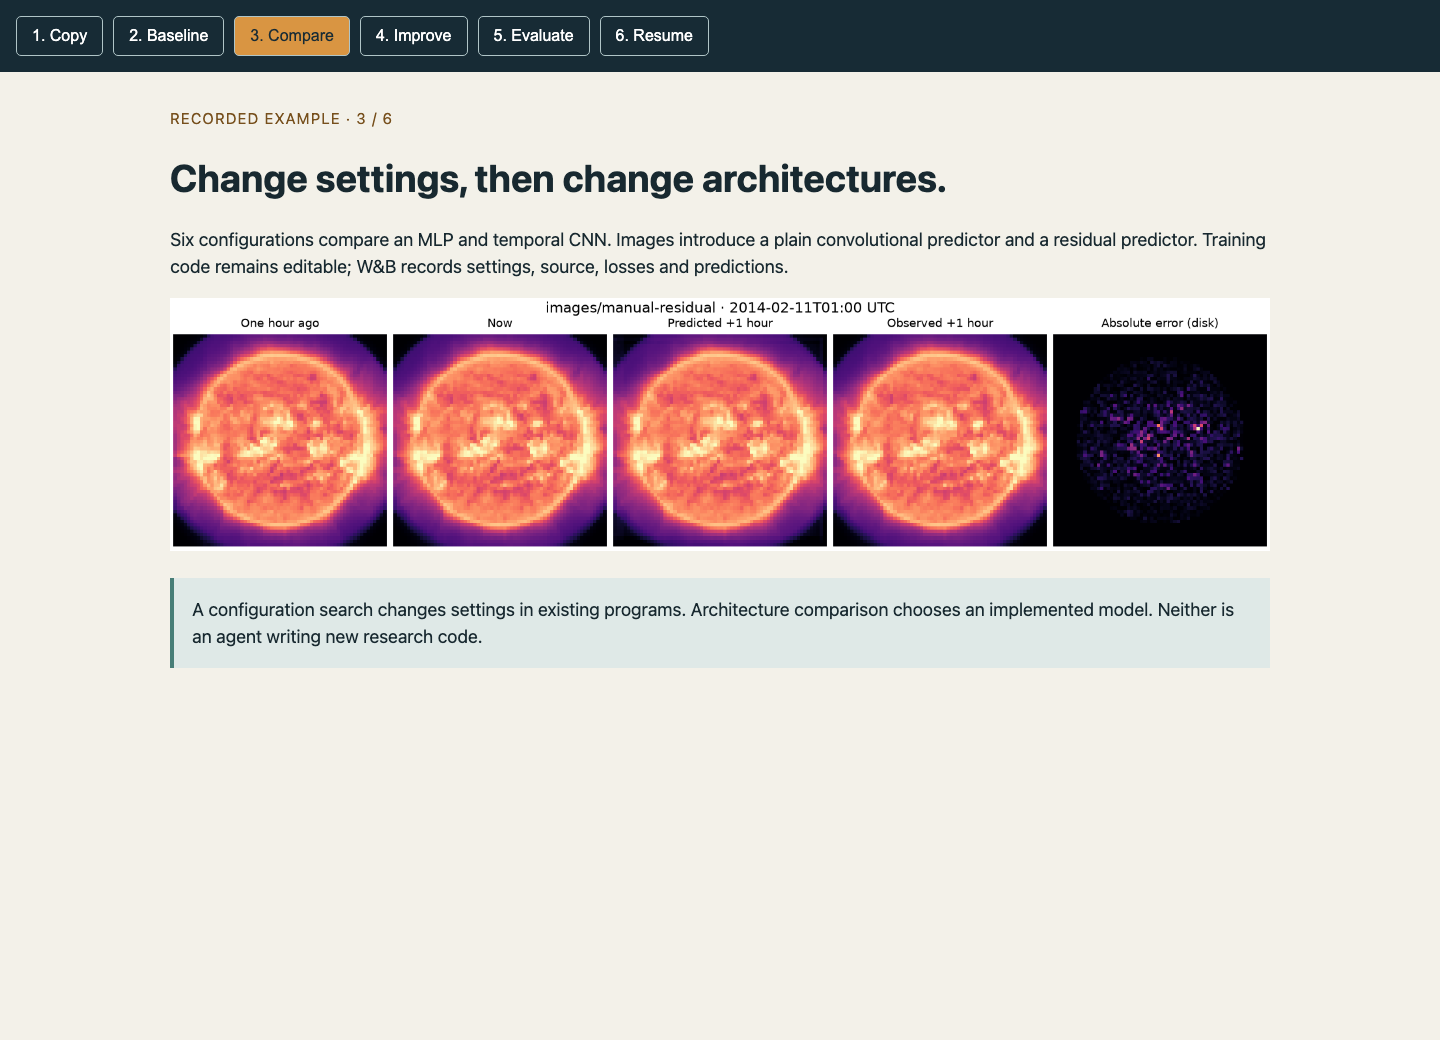 1. Copy
2. Baseline
3. Compare
4. Improve
5. Evaluate
6. Resume
RECORDED EXAMPLE · 3 / 6
Change settings, then change architectures.
Six configurations compare an MLP and temporal CNN. Images introduce a plain convolutional predictor and a residual predictor. Training
code remains editable; W&B records settings, source, losses and predictions.
images/manual-residual · 2014-02-11T01:00 UTC
One hour ago
Now
Predicted +1 hour
Observed +1 hour
Absolute error (disk)
A configuration search changes settings in existing programs. Architecture comparison chooses an implemented model. Neither is
an agent writing new research code.